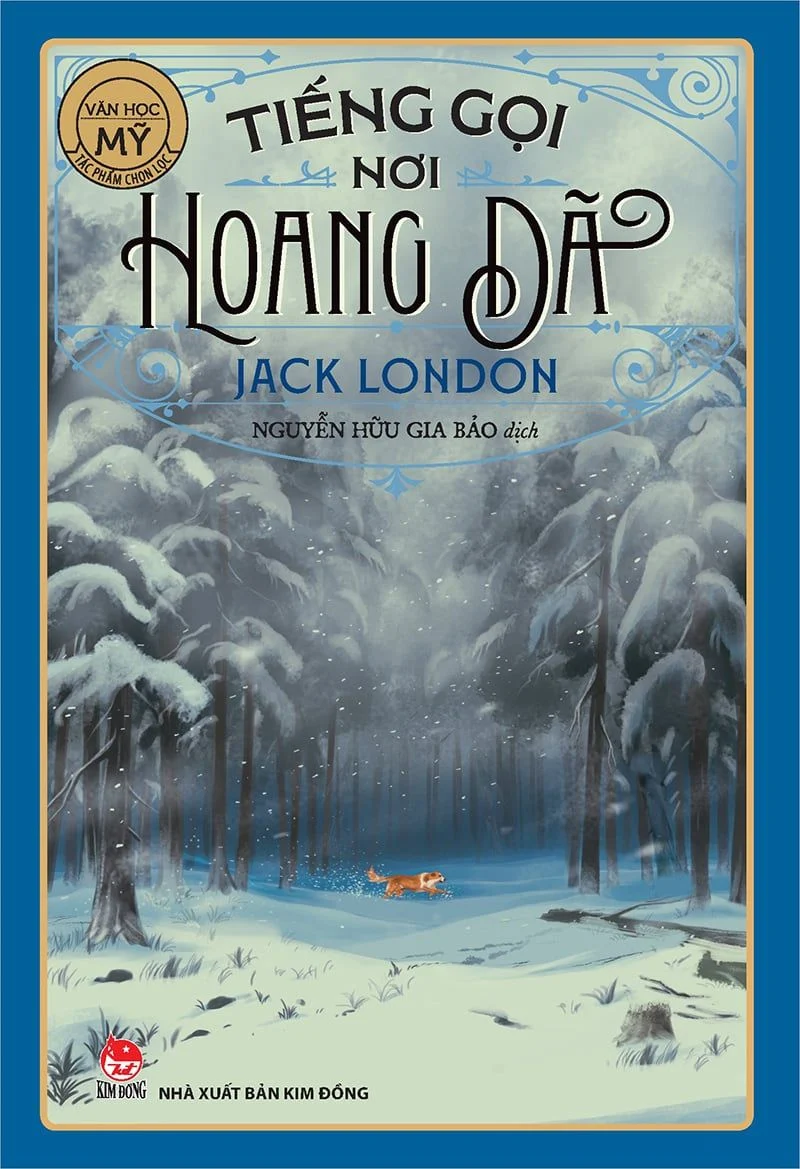 VĂN HỌC
MỸ
TÁC PHẨM CHỌN LỌC
TIẾNG GỌI
NƠI
HOANG DÃ
JACK LONDON
NGUYỄN HỮU GIA BẢO dịch
KIM ĐỒNG
NHÀ XUẤT BẢN KIM ĐỒNG